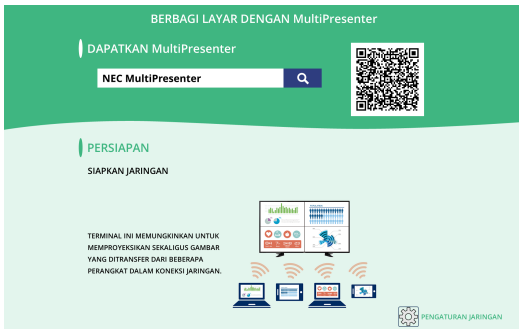 BERBAGI LAYAR DENGAN MultiPresenter
DAPATKAN MultiPresenter
NEC MultiPresenter
PERSIAPAN
SIAPKAN JARINGAN
TERMINAL INI MEMUNGKINKAN UNTUK
MEMPROYEKSIKAN SEKALIGUS GAMBAR
YANG DITRANSFER DARI BEBERAPA
PERANGKAT DALAM KONEKSI JARINGAN.
PENGATURAN JARINGAN